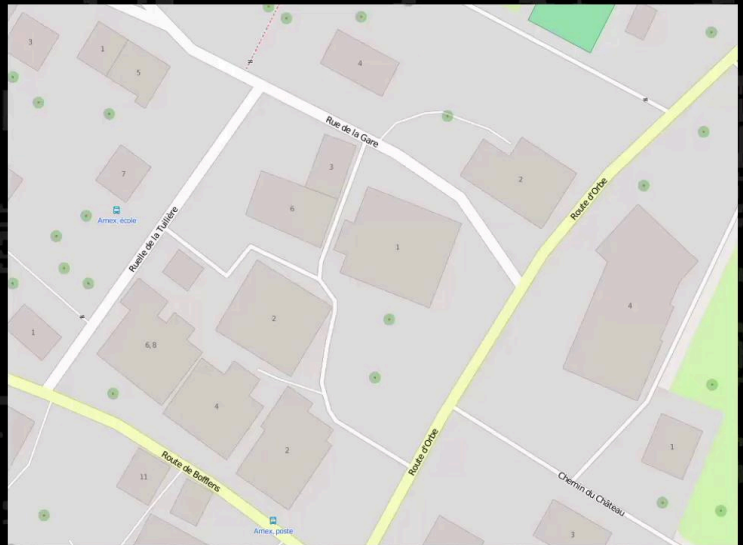 3
1
5
4
Rue de la Gare
3
7
2
6
Arnex, école
Ruelle de la Tuilière
Route d'Orbe
1
4
2
1
6, 8
4
2
Route d'Orbe
1
11
Route de Bofflens
Chemin du Château
Arnex, poste
3